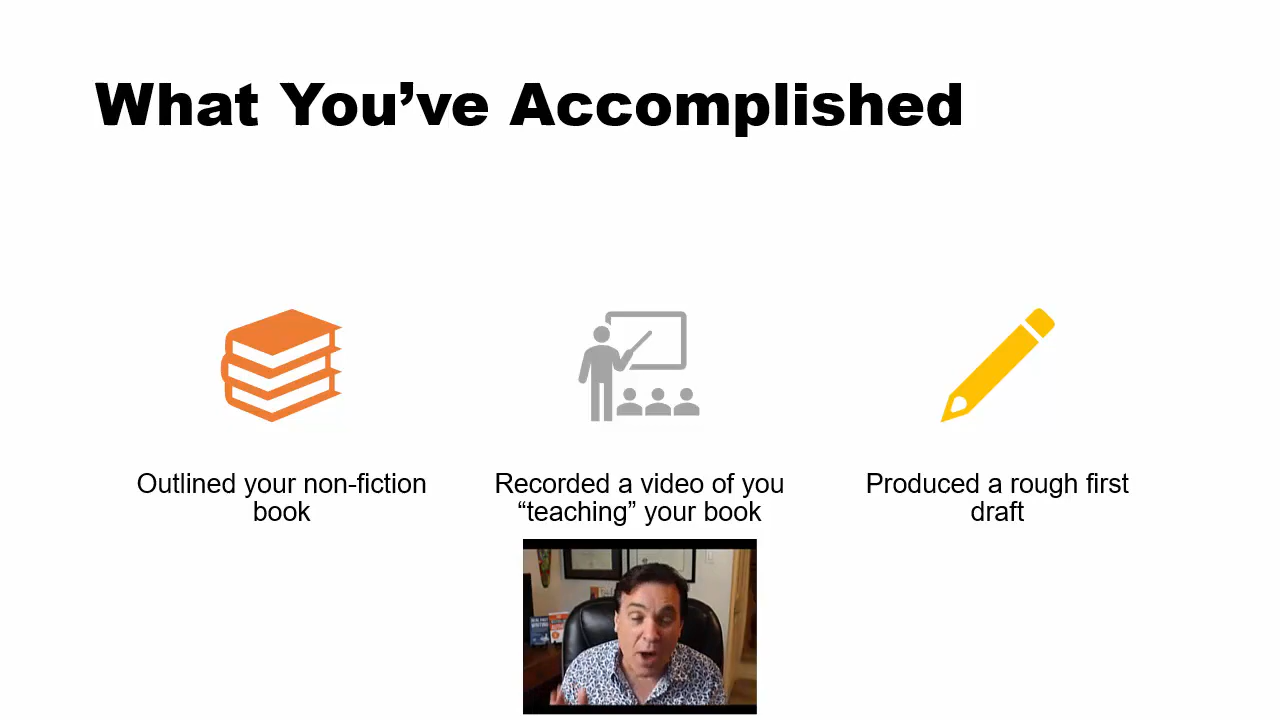 What You’ve Accomplished
Outlined your non-fiction
book
Recorded a video of you
“teaching” your book
Produced a rough first
draft